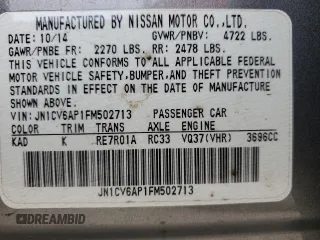 MANUFACTURED BY NISSAN MOTOR CO.,LTD.
DATE: 10/14 GVWR/PNBV: 4722 LBS.
GAWR/PNBE FR: 2270 LBS. RR: 2478 LBS.
THIS VEHICLE CONFORMS TO ALL APPLICABLE FEDERAL
MOTOR VEHICLE SAFETY,BUMPER,AND THEFT PREVENTION
STANDARDS IN EFFECT ON THE DATE OF MANUFACTURE
SHOWN ABOVE.
VIN: JN1CV6AP1FM502713 PASSENGER CAR
COLOR TRIM TRANS AXLE ENGINE
KAD K RE7R01A RC33 VQ37(VHR) 3696CC
JN1CV6AP1FM502713
DREAMBID